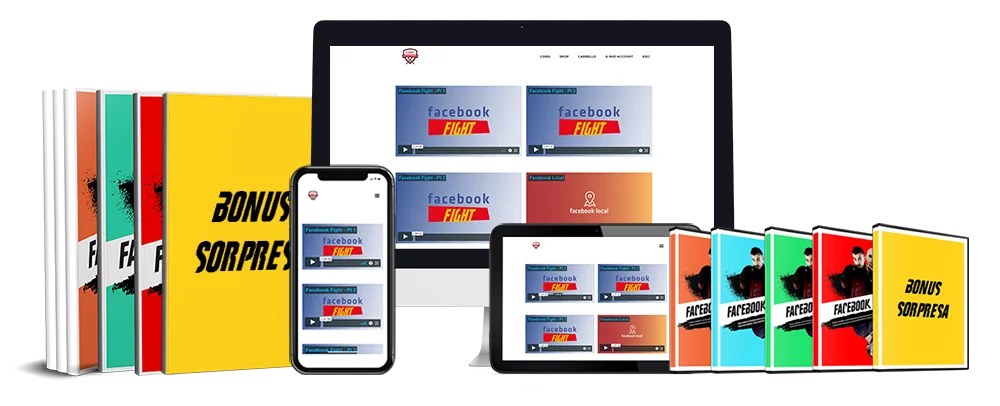 BONUS
SORPRES
FA
FA
FA
CORSI SHOP CARRELLO IL MIO ACCOUNT ESCI
Facebook Fight - Pt 1
facebook
FIGHT
Facebook Fight - Pt 2
facebook
FIGHT
Facebook Fight - Pt 3
facebook
FIGHT
Facebook Local
facebook local
Facebook Fight - Pt 1
facebook
FIGHT
Facebook Fight - Pt 2
facebook
FIGHT
Facebook Fight - Pt 3
Facebook Fight - Pt 1
facebook
FIGHT
Facebook Fight - Pt 2
facebook
FIGHT
Facebook Fight - Pt 3
facebook
FIGHT
Facebook Local
facebook local
FACEBOOK
FACEBOOK
FACEBOOK
FACEBOOK
BONUS
SORPRESA